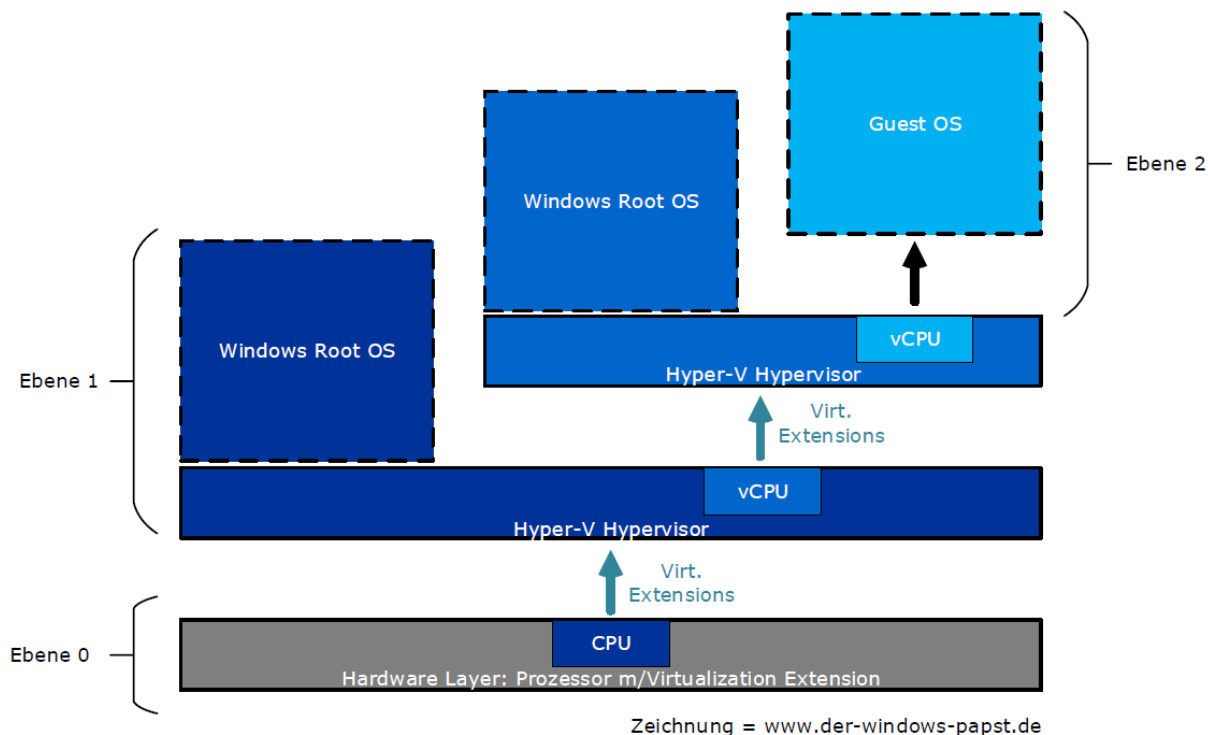 Guest OS
Ebene 2
Windows Root OS
Windows Root OS
vCPU
Hyper-V Hypervisor
Ebene 1
Virt.
Extensions
vCPU
Hyper-V Hypervisor
Virt.
Extensions
CPU
Ebene 0
Hardware Layer: Prozessor m/Virtualization Extension
Zeichnung = www.der-windows-papst.de